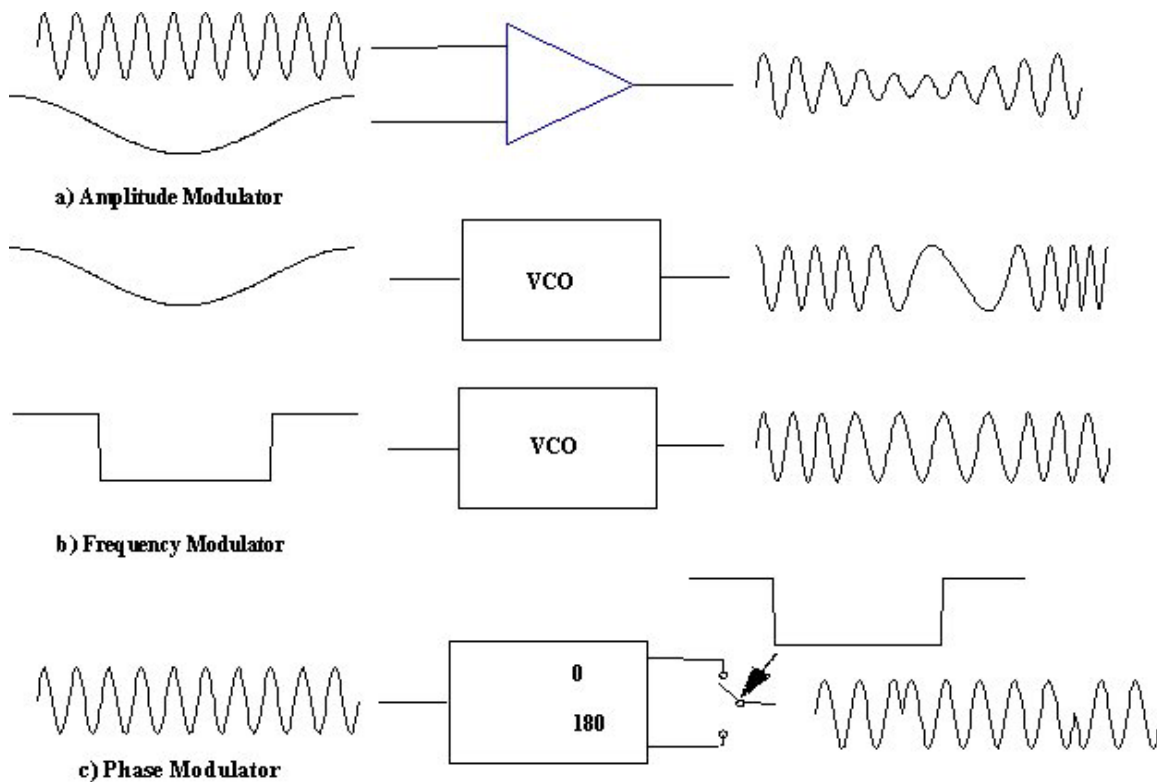 a) Amplitude Modulator
VCO
VCO
b) Frequency Modulator
0
180
c) Phase Modulator